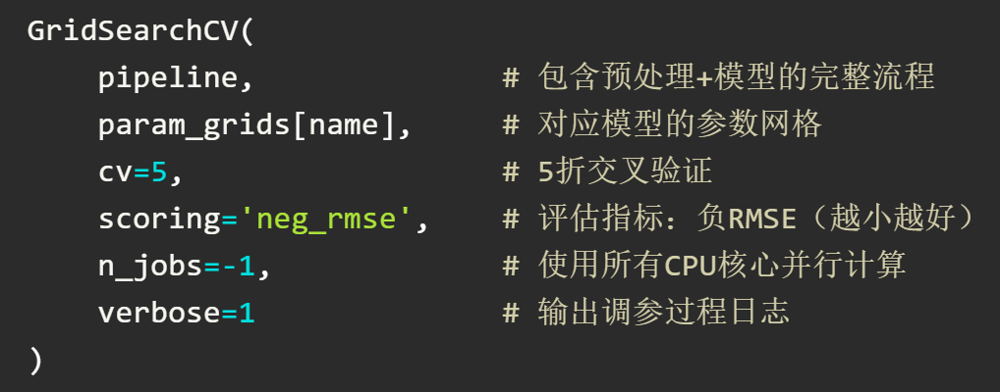 GridSearchCV(
    pipeline,              # 包含预处理+模型的完整流程
    param_grids[name],     # 对应模型的参数网格
    cv=5,                  # 5折交叉验证
    scoring='neg_rmse',    # 评估指标：负RMSE（越小越好）
    n_jobs=-1,             # 使用所有CPU核心并行计算
    verbose=1              # 输出调参过程日志
)